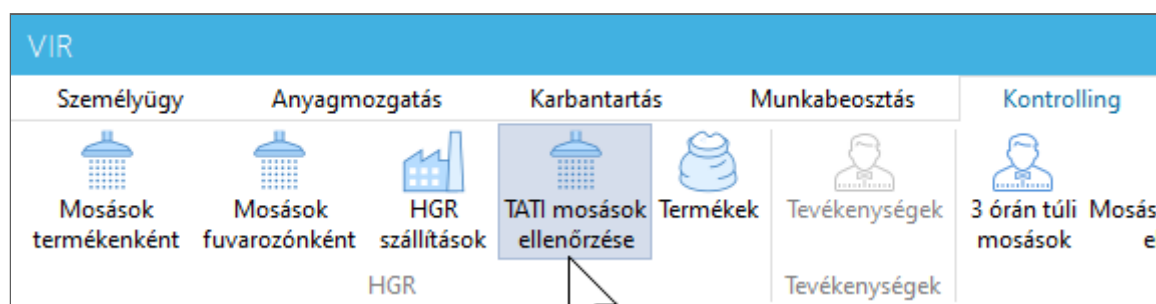 VIR
Személyügy Anyagmozgatás Karbantartás Munkabeosztás Kontrolling
Mosások termékenként
Mosások fuvarozónként
HGR szállítások
TATI mosások ellenőrzése
Termékek
Tevékenységek
3 órán túli mosások
Mosás
e
HGR
Tevékenységek